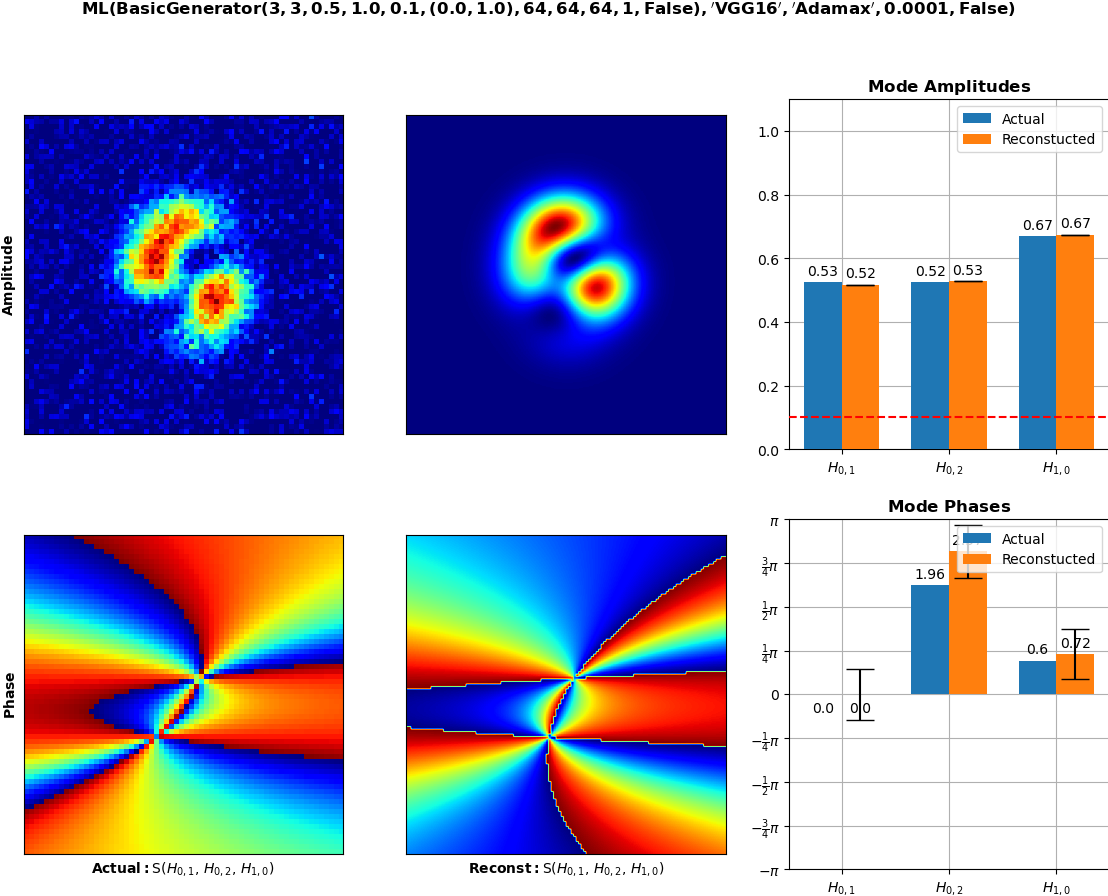 ML(BasicGenerator(3, 3, 0.5, 1.0, 0.1, (0.0, 1.0), 64, 64, 64, 1, False), ′VGG16′, ′Adamax′, 0.0001, False)
Amplitude
Mode Amplitudes
Actual
Reconstucted
1.0
0.8
0.6
0.4
0.2
0.0
0.53 0.52 0.52 0.53 0.67 0.67
H0,1 H0,2 H1,0
Phase
Actual: S(H0,1, H0,2, H1,0)
Reconst: S(H0,1, H0,2, H1,0)
Mode Phases
Actual
Reconstucted
π
3/4π
1/2π
1/4π
0
−1/4π
−1/2π
−3/4π
−π
0.0 0.0 1.96 0.6 0.72
H0,1 H0,2 H1,0